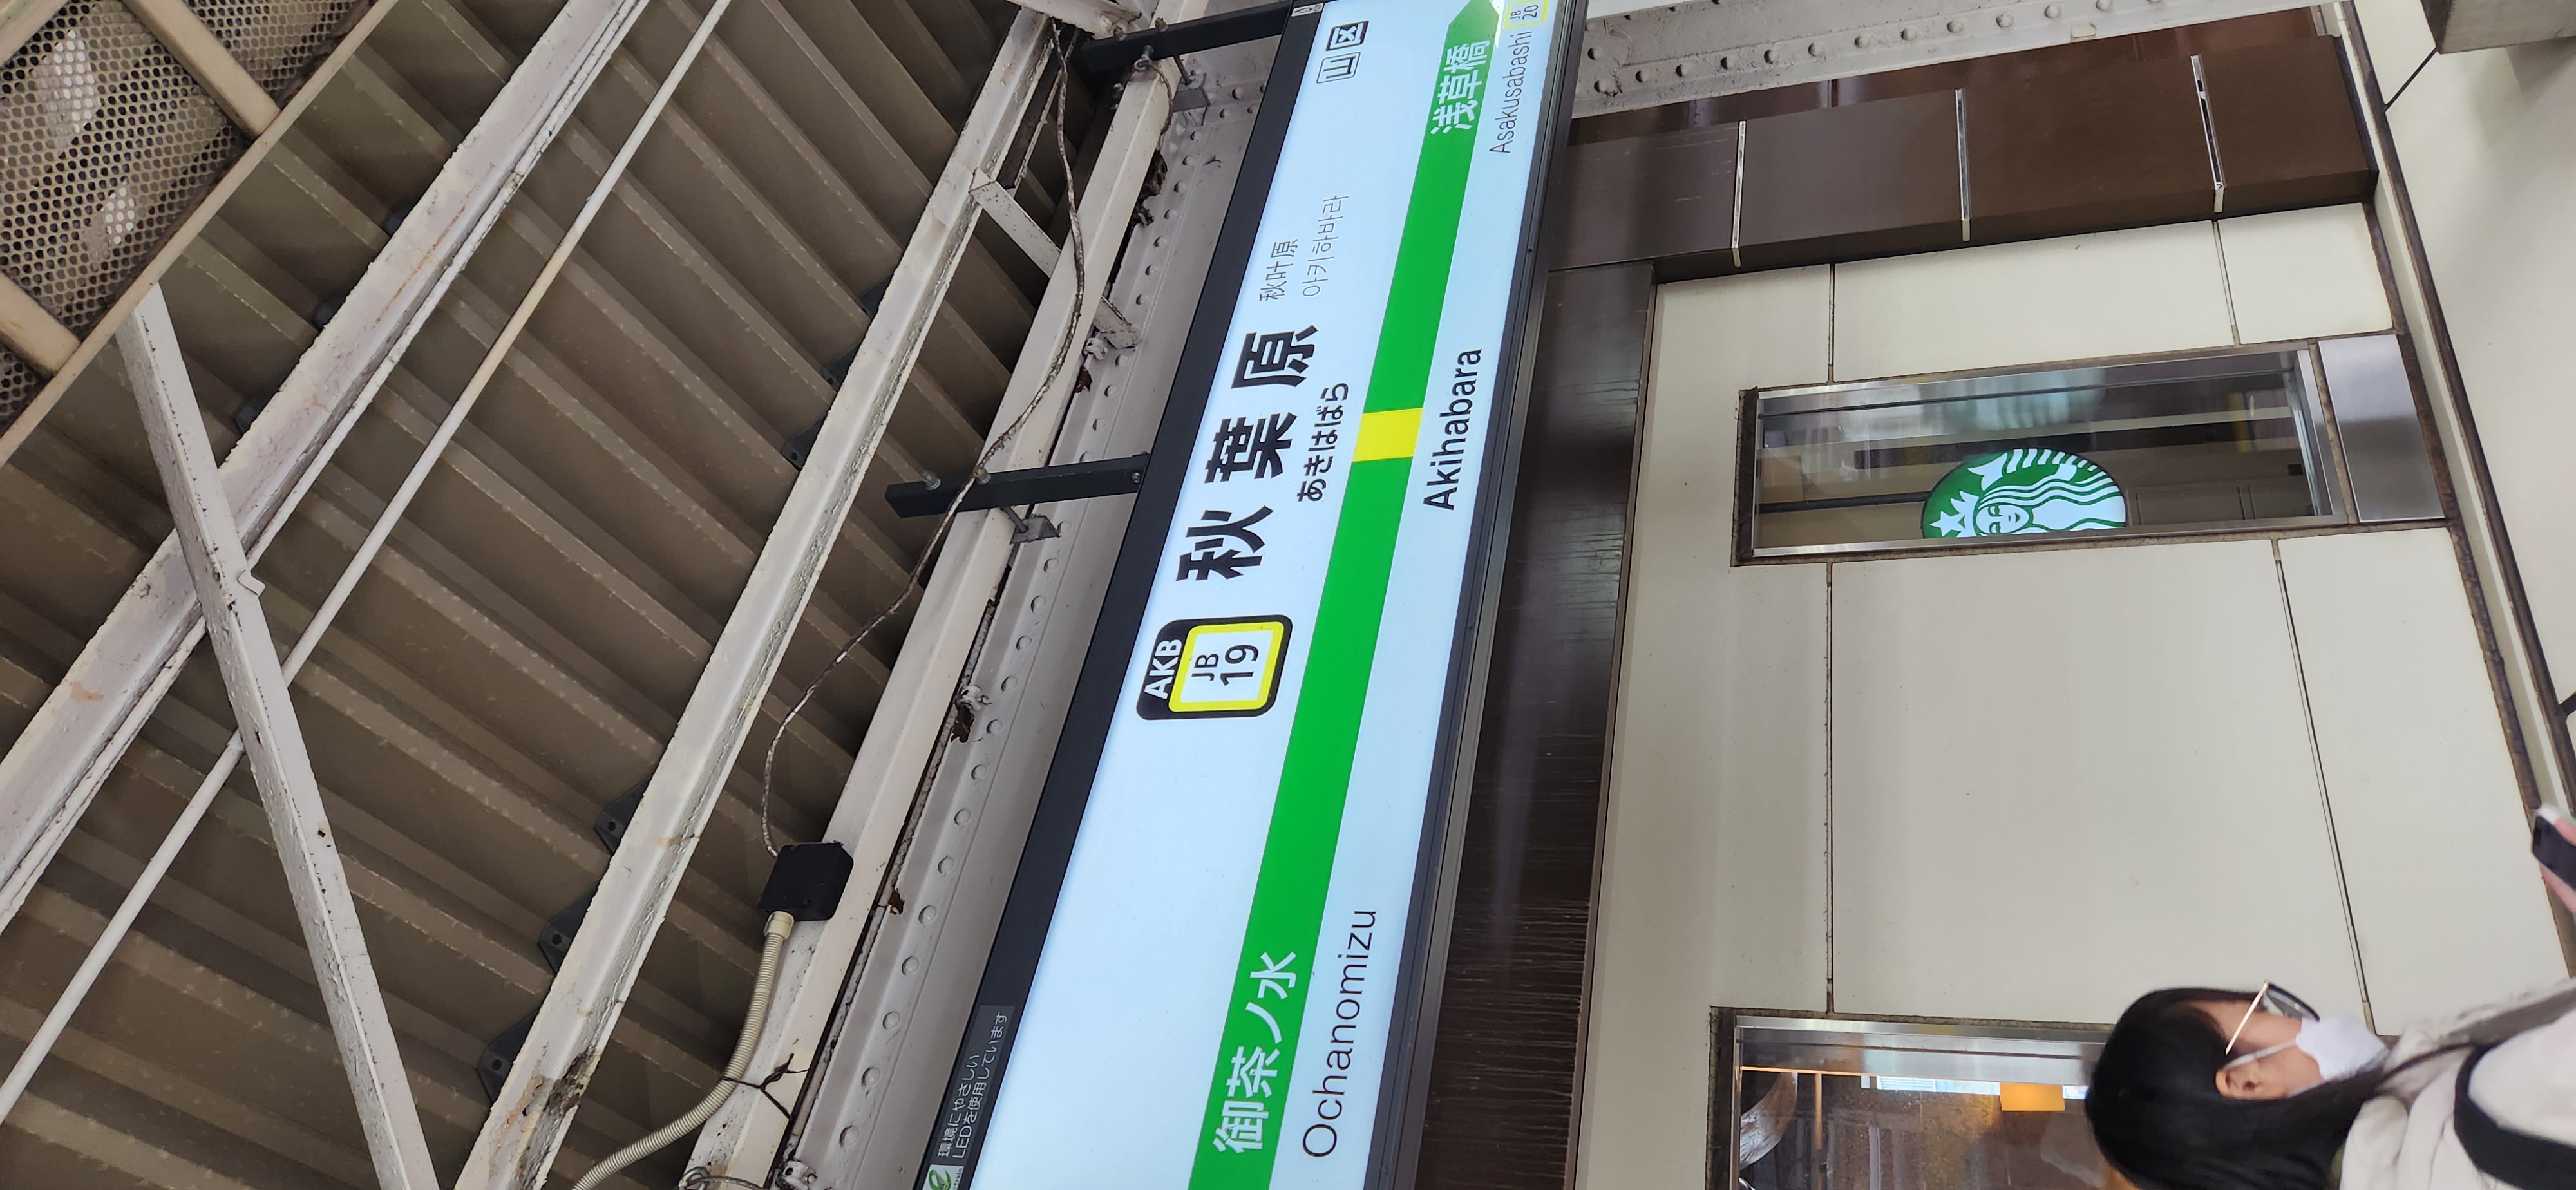 環境にやさしい
LEDを使用しています
AKB
JB
19
秋葉原
秋叶原
아키하바라
あきはばら
山 区
御茶ノ水
Ochanomizu
Akihabara
浅草橋
Asakusabashi
JB
20